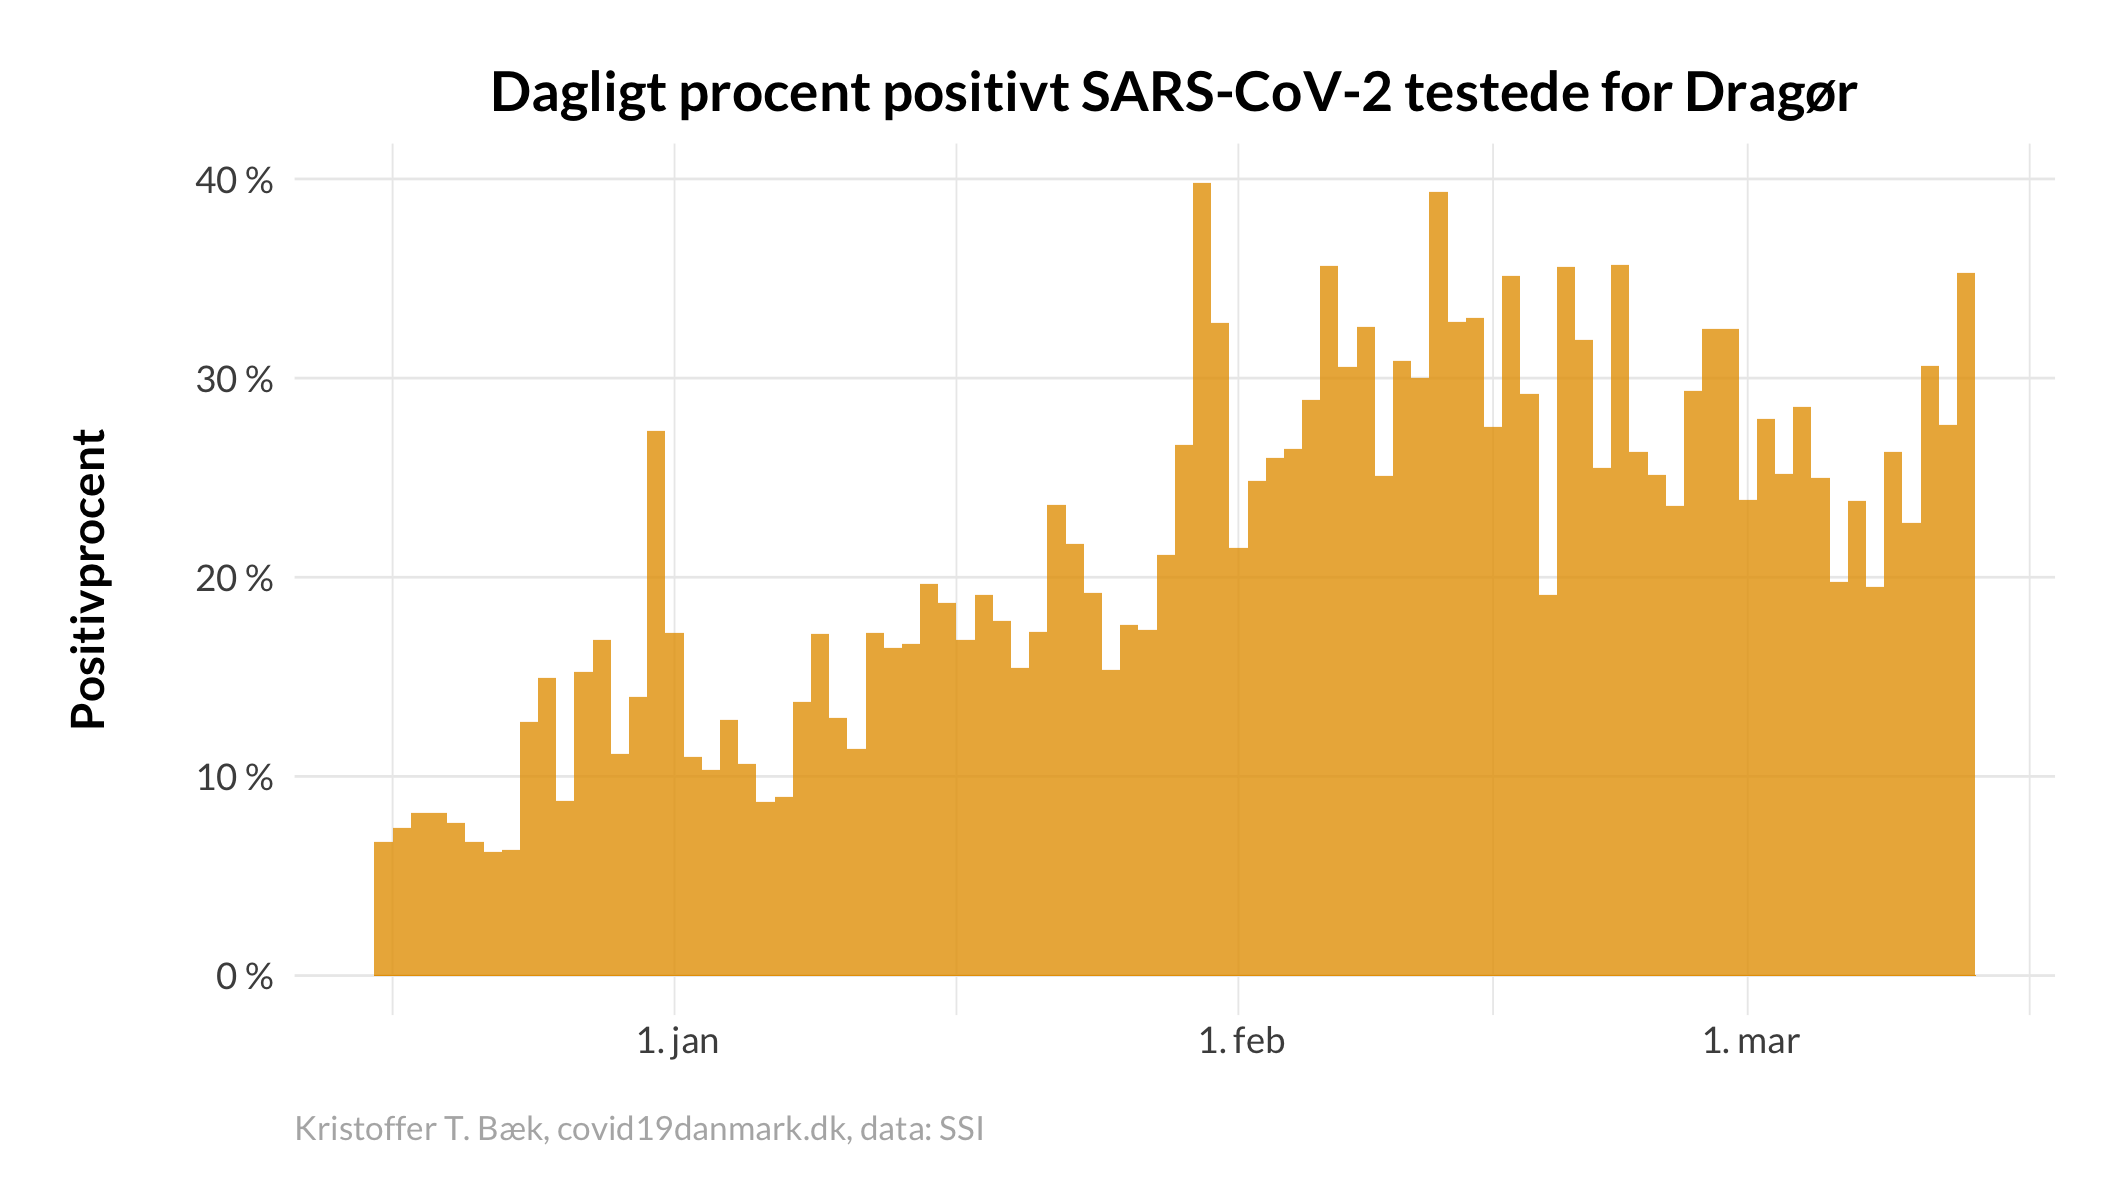 Dagligt procent positivt SARS-CoV-2 testede for Dragør
Positivprocent
40 %
30 %
20 %
10 %
0 %
1. jan
1. feb
1. mar
Kristoffer T. Bæk, covid19danmark.dk, data: SSI